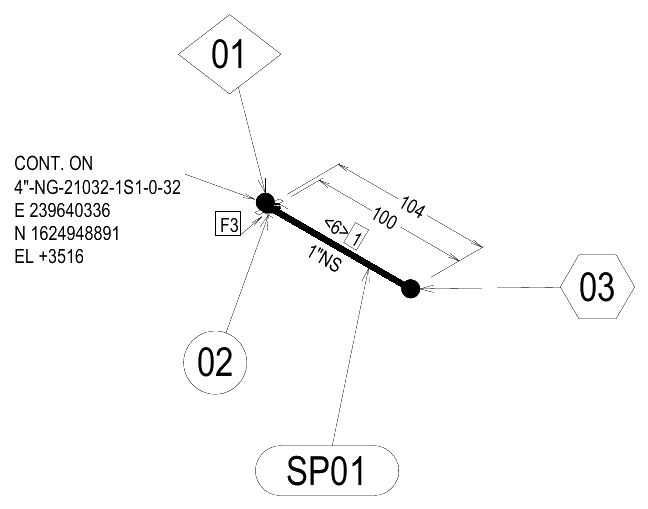 01
CONT. ON
4"-NG-21032-1S1-0-32
E 239640336
N 1624948891
EL +3516
F3
104
100
<6> 1
1"NS
03
02
SP01